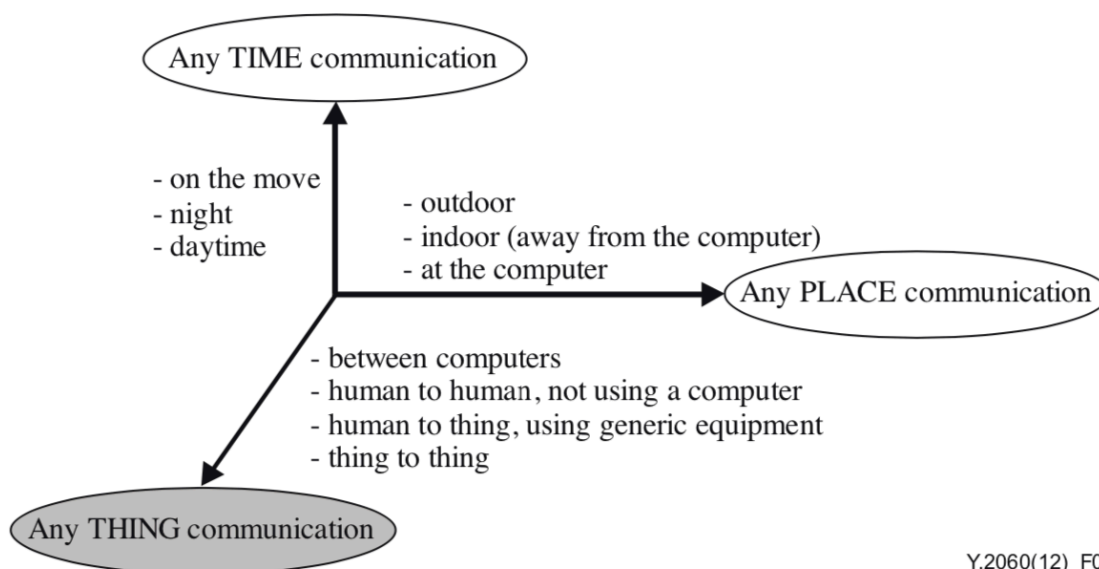 Any TIME communication
- on the move
- night
- daytime
- outdoor
- indoor (away from the computer)
- at the computer
Any PLACE communication
- between computers
- human to human, not using a computer
- human to thing, using generic equipment
- thing to thing
Any THING communication
Y.2060(12)_F0